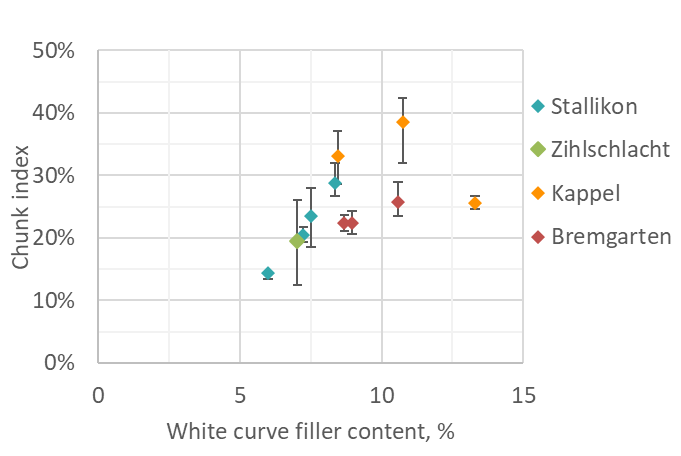 50%
40%
30%
20%
10%
0%
Chunk index
0
5
10
15
White curve filler content, %
Stallikon
Zihlschlacht
Kappel
Bremgarten